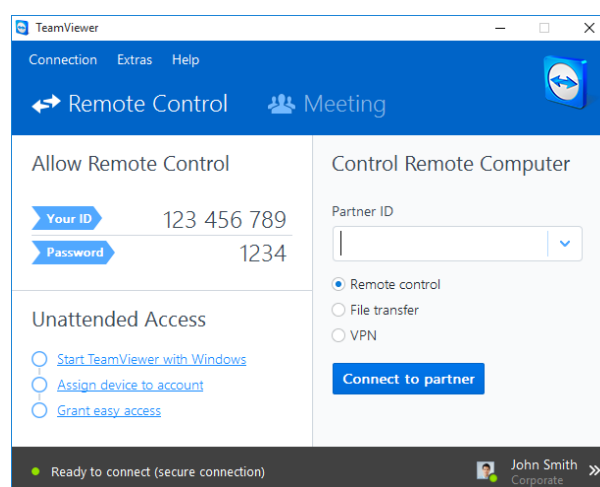 TeamViewer
Connection Extras Help
Remote Control Meeting
Allow Remote Control
Your ID 123 456 789
Password 1234
Unattended Access
Start TeamViewer with Windows
Assign device to account
Grant easy access
Control Remote Computer
Partner ID
Remote control
File transfer
VPN
Connect to partner
Ready to connect (secure connection)
John Smith
Corporate